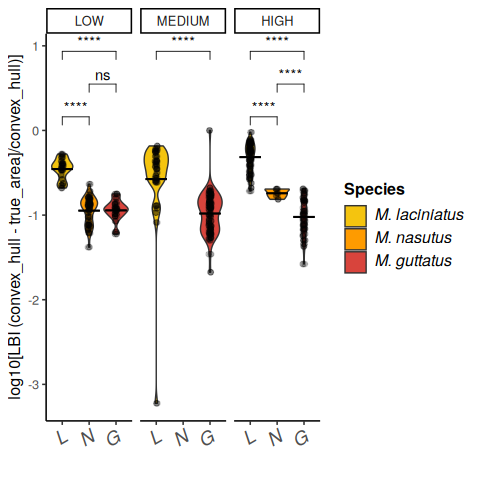 LOW MEDIUM HIGH
**** **** ****
ns ****
**** ****
1
0
-1
-2
-3
log10[LBI (convex_hull - true_area]/convex_hull)]
L N G L N G L N G
Species
M. laciniatus
M. nasutus
M. guttatus